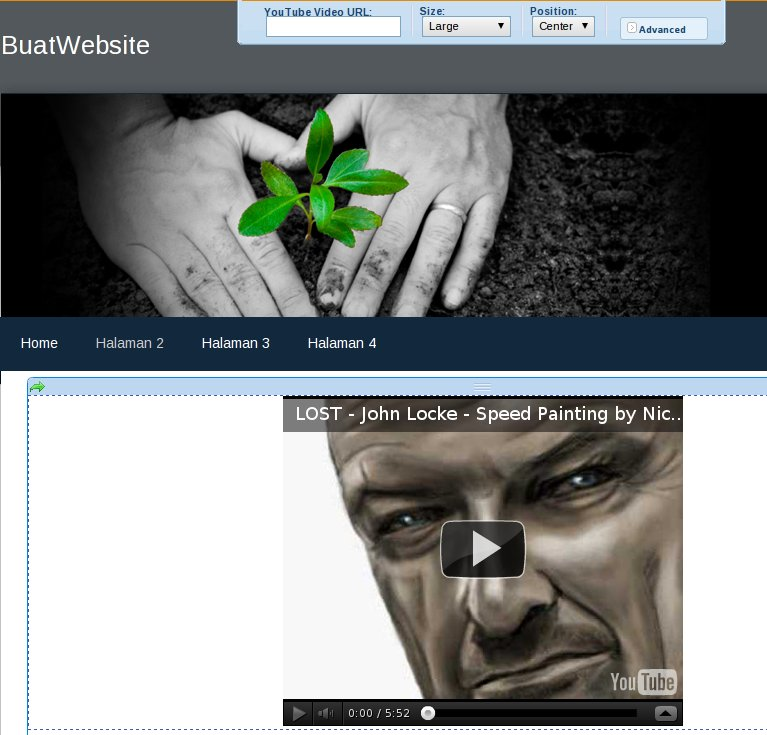 YouTube Video URL: Size: Position:
Large Center Advanced
BuatWebsite
Home Halaman 2 Halaman 3 Halaman 4
LOST - John Locke - Speed Painting by Nic...
YouTube
0:00 / 5:52